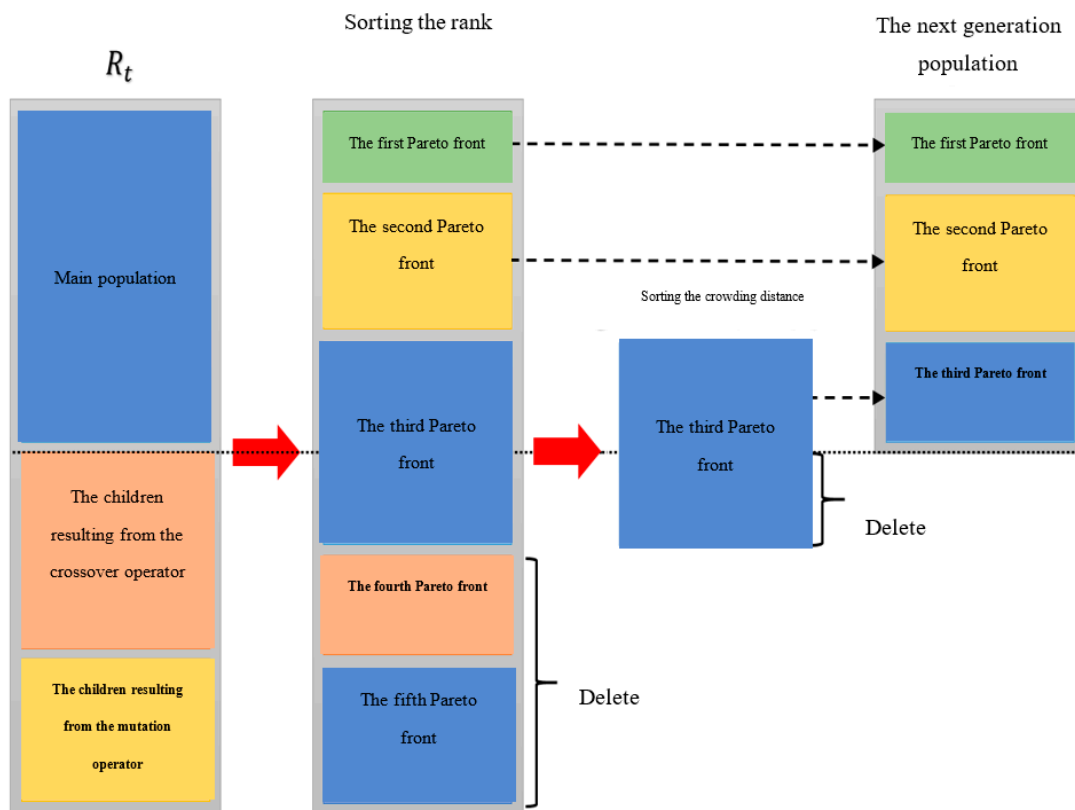 R_t
Main population
The children
resulting from the
crossover operator
The children resulting
from the mutation
operator
Sorting the rank
The first Pareto front
The second Pareto
front
The third Pareto
front
The fourth Pareto front
The fifth Pareto
front
Delete
Sorting the crowding distance
The third Pareto
front
Delete
The next generation
population
The first Pareto front
The second Pareto
front
The third Pareto front